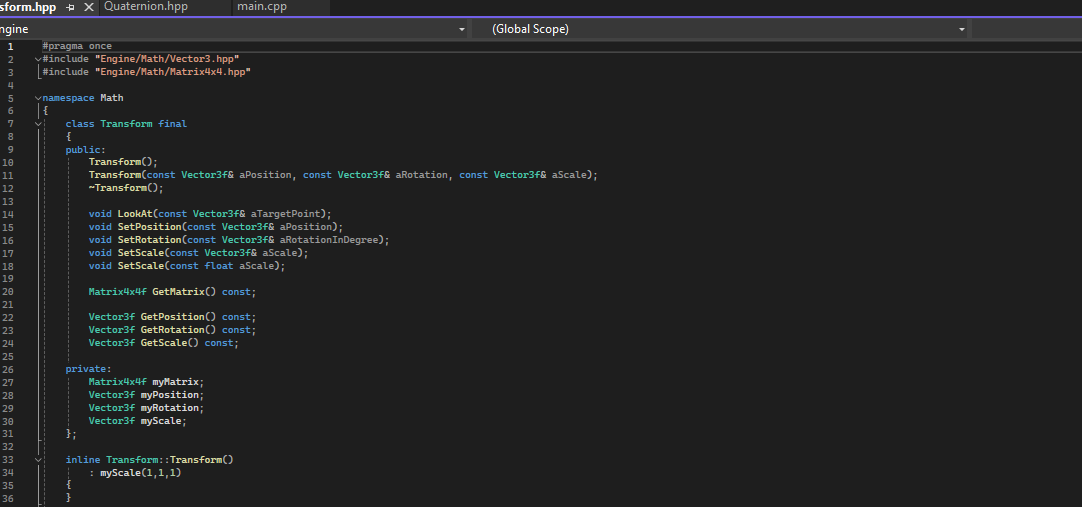 sform.hpp Quaternion.hpp main.cpp
ngine (Global Scope)
1 #pragma once
2 #include "Engine/Math/Vector3.hpp"
3 #include "Engine/Math/Matrix4x4.hpp"
4
5 namespace Math
6 {
7 class Transform final
8 {
9 public:
10 Transform();
11 Transform(const Vector3f& aPosition, const Vector3f& aRotation, const Vector3f& aScale);
12 ~Transform();
13
14 void LookAt(const Vector3f& aTargetPoint);
15 void SetPosition(const Vector3f& aPosition);
16 void SetRotation(const Vector3f& aRotationInDegree);
17 void SetScale(const Vector3f& aScale);
18 void SetScale(const float aScale);
19
20 Matrix4x4f GetMatrix() const;
21
22 Vector3f GetPosition() const;
23 Vector3f GetRotation() const;
24 Vector3f GetScale() const;
25
26 private:
27 Matrix4x4f myMatrix;
28 Vector3f myPosition;
29 Vector3f myRotation;
30 Vector3f myScale;
31 };
32
33 inline Transform::Transform()
34 : myScale(1,1,1)
35 {
36 }